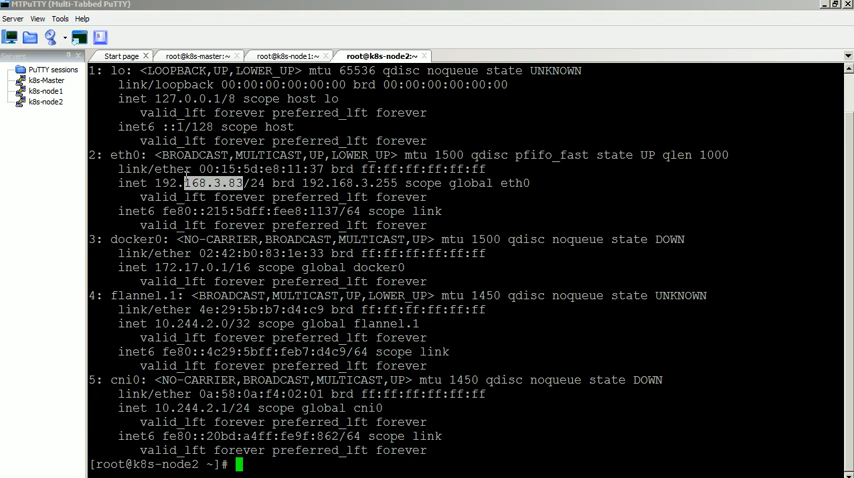 MTPuTTY (Multi-Tabbed PuTTY)
Server View Tools Help
Start page root@k8s-master:~ root@k8s-node1:~ root@k8s-node2:~
PuTTY sessions
k8s-Master
k8s-node1
k8s-node2
1: lo: <LOOPBACK,UP,LOWER_UP> mtu 65536 qdisc noqueue state UNKNOWN
link/loopback 00:00:00:00:00:00 brd 00:00:00:00:00:00
inet 127.0.0.1/8 scope host lo
valid_lft forever preferred_lft forever
inet6 ::1/128 scope host
valid_lft forever preferred_lft forever
2: eth0: <BROADCAST,MULTICAST,UP,LOWER_UP> mtu 1500 qdisc pfifo_fast state UP qlen 1000
link/ether 00:15:5d:e8:11:37 brd ff:ff:ff:ff:ff:ff
inet 192.168.3.83/24 brd 192.168.3.255 scope global eth0
valid_lft forever preferred_lft forever
inet6 fe80::215:5dff:fee8:1137/64 scope link
valid_lft forever preferred_lft forever
3: docker0: <NO-CARRIER,BROADCAST,MULTICAST,UP> mtu 1500 qdisc noqueue state DOWN
link/ether 02:42:b0:83:1e:33 brd ff:ff:ff:ff:ff:ff
inet 172.17.0.1/16 scope global docker0
valid_lft forever preferred_lft forever
4: flannel.1: <BROADCAST,MULTICAST,UP,LOWER_UP> mtu 1450 qdisc noqueue state UNKNOWN
link/ether 4e:29:5b:b7:d4:c9 brd ff:ff:ff:ff:ff:ff
inet 10.244.2.0/32 scope global flannel.1
valid_lft forever preferred_lft forever
inet6 fe80::4c29:5bff:feb7:d4c9/64 scope link
valid_lft forever preferred_lft forever
5: cni0: <NO-CARRIER,BROADCAST,MULTICAST,UP> mtu 1450 qdisc noqueue state DOWN
link/ether 0a:58:0a:f4:02:01 brd ff:ff:ff:ff:ff:ff
inet 10.244.2.1/24 scope global cni0
valid_lft forever preferred_lft forever
inet6 fe80::20bd:a4ff:fe9f:862/64 scope link
valid_lft forever preferred_lft forever
[root@k8s-node2 ~]#